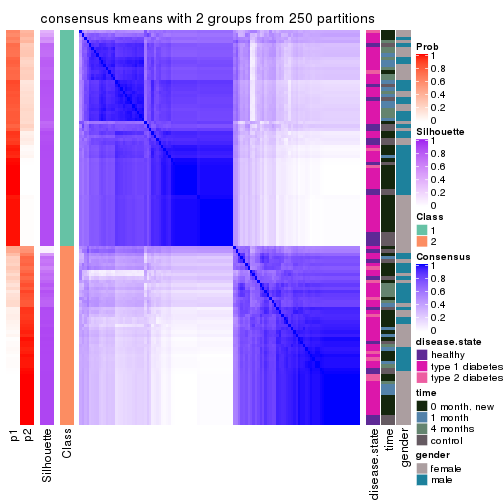 consensus kmeans with 2 groups from 250 partitions
Prob
1
0.8
0.6
0.4
0.2
0
Silhouette
1
0.8
0.6
0.4
0.2
0
Class
1
2
Consensus
1
0.8
0.6
0.4
0.2
0
disease.state
healthy
type 1 diabetes
type 2 diabetes
time
0 month, new
1 month
4 months
control
gender
female
male
p1
p2
Silhouette
Class
disease.state
time
gender